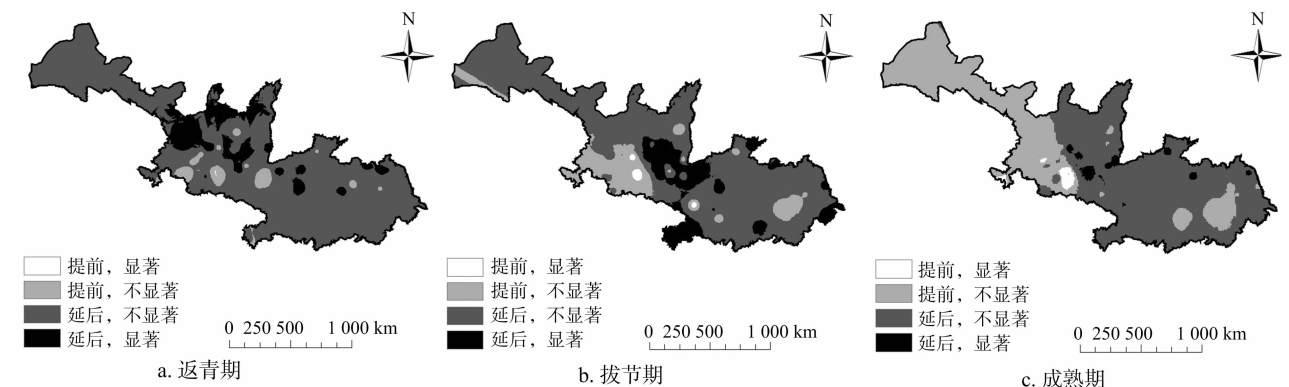 N
提前，显著
提前，不显著
延后，不显著
延后，显著
0 250 500 1 000 km
a. 返青期
N
提前，显著
提前，不显著
延后，不显著
延后，显著
0 250 500 1 000 km
b. 拔节期
N
提前，显著
提前，不显著
延后，不显著
延后，显著
0 250 500 1 000 km
c. 成熟期